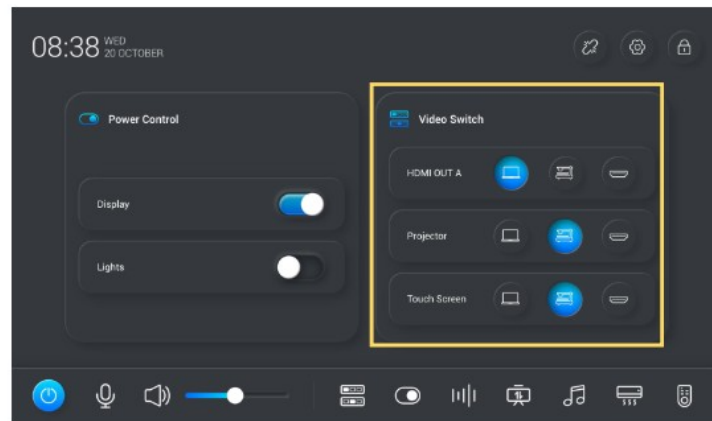 08:38
WED
20 OCTOBER
Power Control
Display
Lights
Video Switch
HDMI OUT A
Projector
Touch Screen